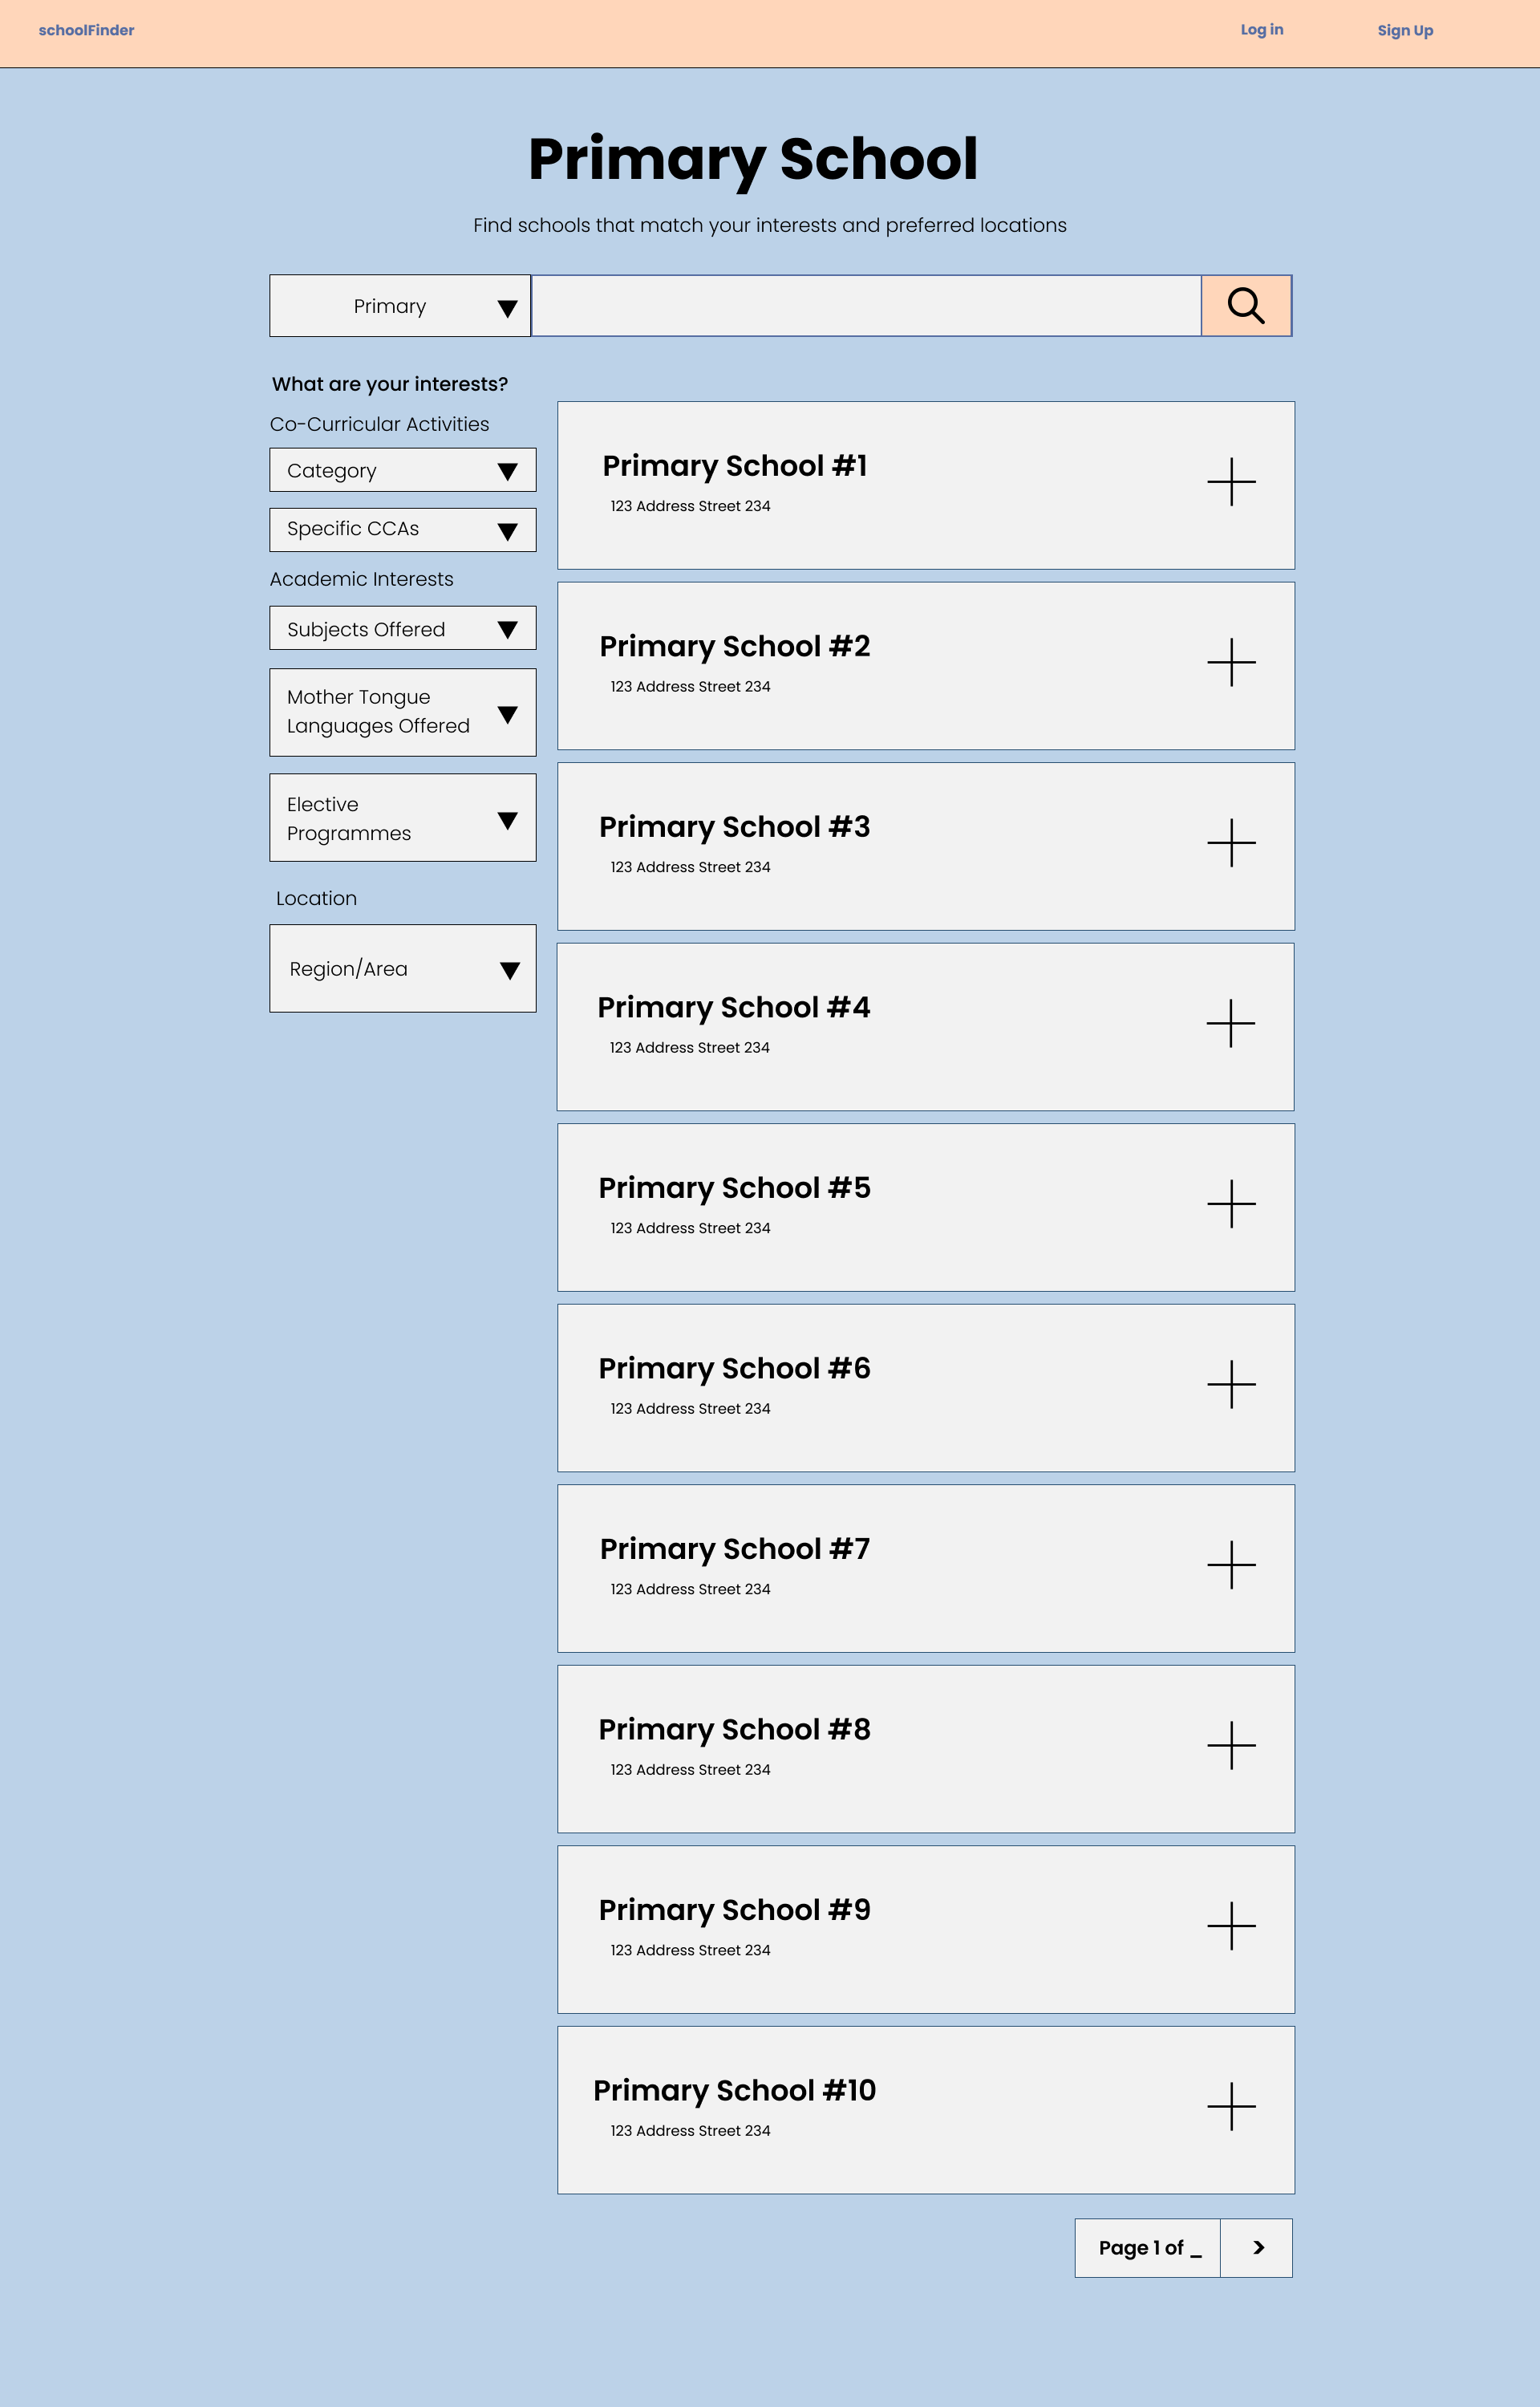 schoolFinder
Log in
Sign Up
Primary School
Find schools that match your interests and preferred locations
Primary
What are your interests?
Co-Curricular Activities
Category
Specific CCAs
Academic Interests
Subjects Offered
Mother Tongue
Languages Offered
Elective
Programmes
Location
Region/Area
Primary School #1
123 Address Street 234
Primary School #2
123 Address Street 234
Primary School #3
123 Address Street 234
Primary School #4
123 Address Street 234
Primary School #5
123 Address Street 234
Primary School #6
123 Address Street 234
Primary School #7
123 Address Street 234
Primary School #8
123 Address Street 234
Primary School #9
123 Address Street 234
Primary School #10
123 Address Street 234
Page 1 of _
>